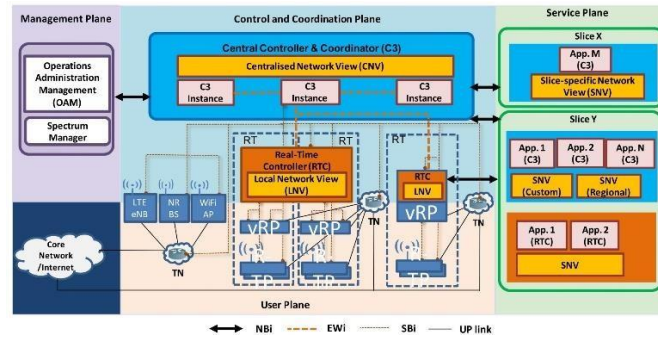 Management Plane
Control and Coordination Plane
Service Plane
Operations
Administration
Management
(OAM)
Spectrum
Manager
Central Controller & Coordinator (C3)
Centralised Network View (CNV)
C3
Instance
C3
Instance
C3
Instance
Slice X
App. M
(C3)
Slice-specific Network
View (SNV)
Slice Y
App. 1
(C3)
App. 2
(C3)
App. N
(C3)
SNV
(Custom)
SNV
(Regional)
App. 1
(RTC)
App. 2
(RTC)
SNV
RT
RT
RT
Real-Time
Controller (RTC)
Local Network View
(LNV)
RTC
LNV
LTE
eNB
NR
BS
WiFi
AP
vRP
vRP
vRP
TN
TN
TN
Core
Network
/Internet
User Plane
NBi
EWi
SBi
UP link